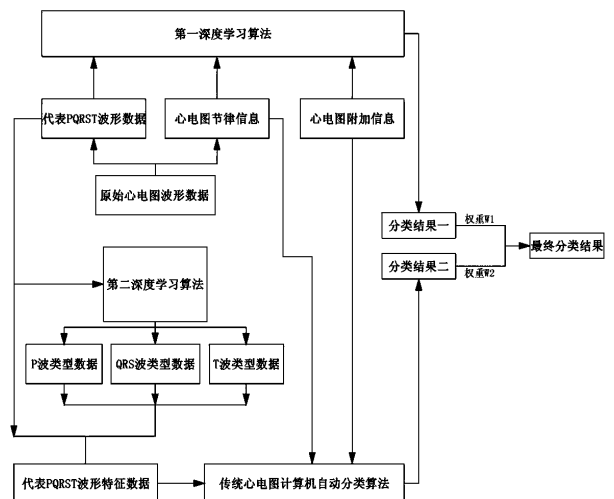 第一深度学习算法
代表PQRST波形数据
心电图节律信息
心电图附加信息
原始心电图波形数据
分类结果一
权重W1
最终分类结果
分类结果二
权重W2
第二深度学习算法
P波类型数据
QRS波类型数据
T波类型数据
代表PQRST波形特征数据
传统心电图计算机自动分类算法